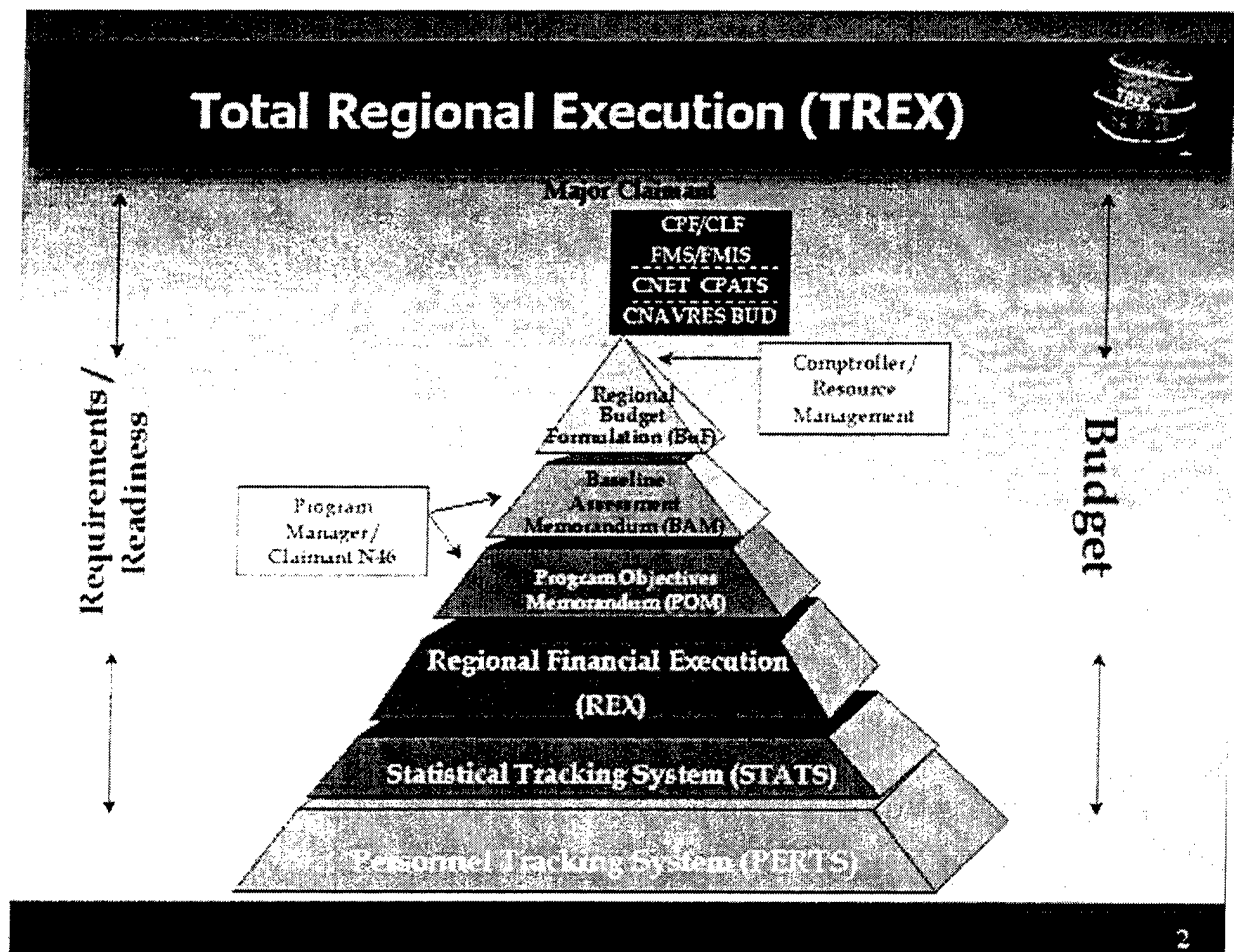 Total Regional Execution (TREX)
TREX
Major Claimant
CPF/CLF
FMS/FMIS
CNET CPATS
CNAVRES BUD
Comptroller/
Resource
Management
Regional
Budget
Formulation (BuF)
Baseline
Assessment
Memorandum (BAM)
Program
Manager/
Claimant N46
Program Objectives
Memorandum (POM)
Regional Financial Execution
(REX)
Statistical Tracking System (STATS)
Personnel Tracking System (PERTS)
Requirements/
Readiness
Budget
2